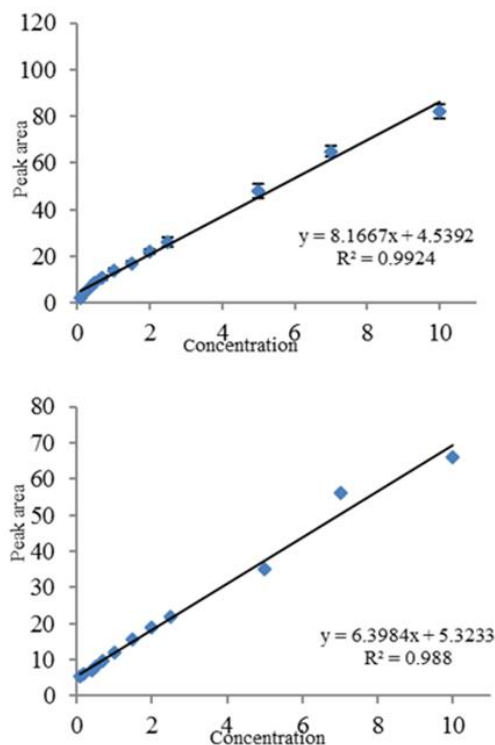 120
100
80
60
40
20
0
Peak area
y = 8.1667x + 4.5392
R² = 0.9924
0 2 4 6 8 10
Concentration
80
70
60
50
40
30
20
10
0
Peak area
y = 6.3984x + 5.3233
R² = 0.988
0 2 4 6 8 10
Concentration